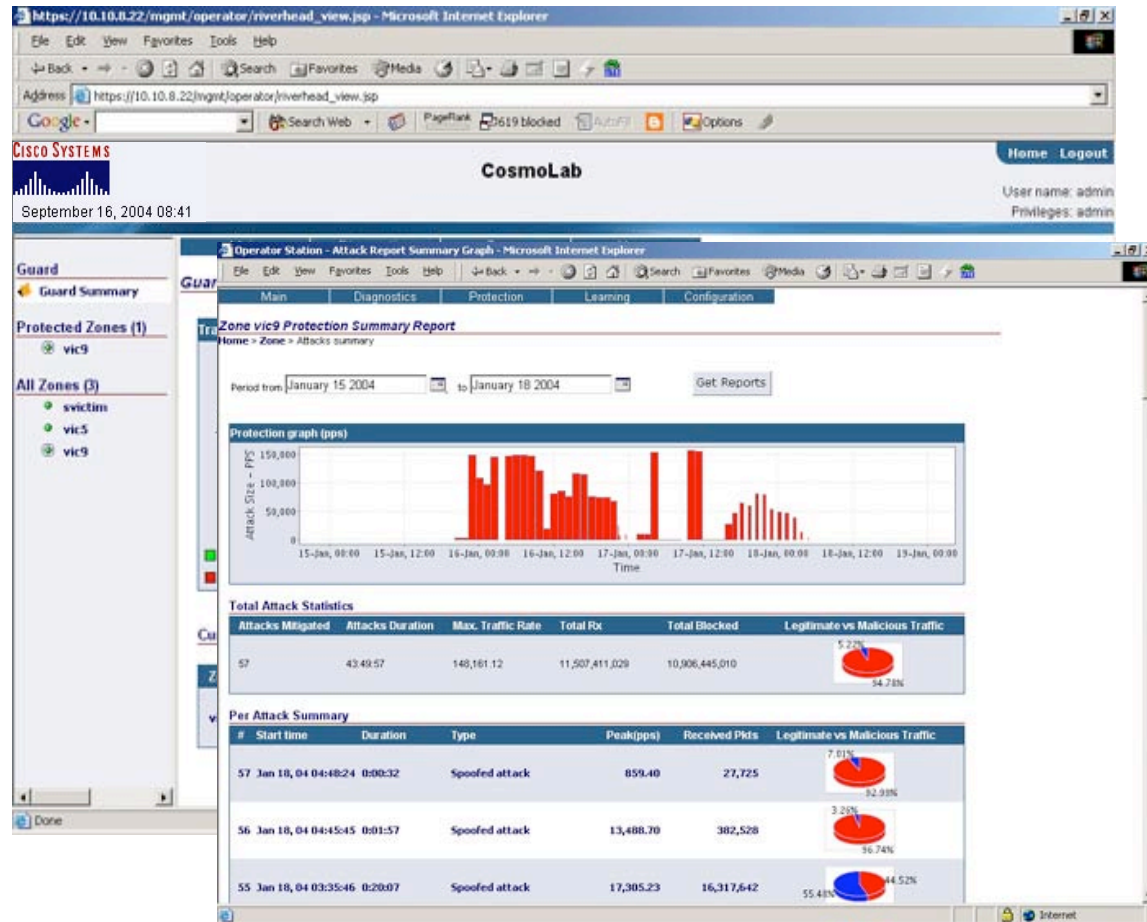 https://10.10.8.22/mgmt/operator/riverhead_view.jsp - Microsoft Internet Explorer
File Edit View Favorites Tools Help
Back Search Favorites Media
Address https://10.10.8.22/mgmt/operator/riverhead_view.jsp
Google Search Web PageRank 3619 blocked AutoFill Options
CISCO SYSTEMS
CosmoLab
Home Logout
User name: admin
Privileges: admin
September 16, 2004 08:41
Guard
Guard Summary
Protected Zones (1)
vic9
All Zones (3)
svictim
vic5
vic9
Done
Guar
Tra
Cu
Z
v
Operator Station - Attack Report Summary Graph - Microsoft Internet Explorer
File Edit View Favorites Tools Help Back Search Favorites Media
Main Diagnostics Protection Learning Configuration
Zone vic9 Protection Summary Report
Home > Zone > Attacks summary
Period from January 15 2004 to January 18 2004 Get Reports
Protection graph (pps)
Attack Size - PPS
150,000
100,000
50,000
0
15-Jan, 00:00 15-Jan, 12:00 16-Jan, 00:00 16-Jan, 12:00 17-Jan, 00:00 17-Jan, 12:00 18-Jan, 00:00 18-Jan, 12:00 19-Jan, 00:00
Time
Total Attack Statistics
Attacks Mitigated Attacks Duration Max. Traffic Rate Total Rx Total Blocked Legitimate vs Malicious Traffic
57 43:49:57 148,161.12 11,507,411,029 10,906,445,010 5.22% 94.78%
Per Attack Summary
# Start time Duration Type Peak(pps) Received Pkts Legitimate vs Malicious Traffic
57 Jan 18, 04 04:48:24 0:00:32 Spoofed attack 859.40 27,725 7.01% 92.99%
56 Jan 18, 04 04:45:45 0:01:57 Spoofed attack 13,488.70 382,528 3.26% 96.74%
55 Jan 18, 04 03:35:46 0:20:07 Spoofed attack 17,305.23 16,317,642 55.48% 44.52%
Internet